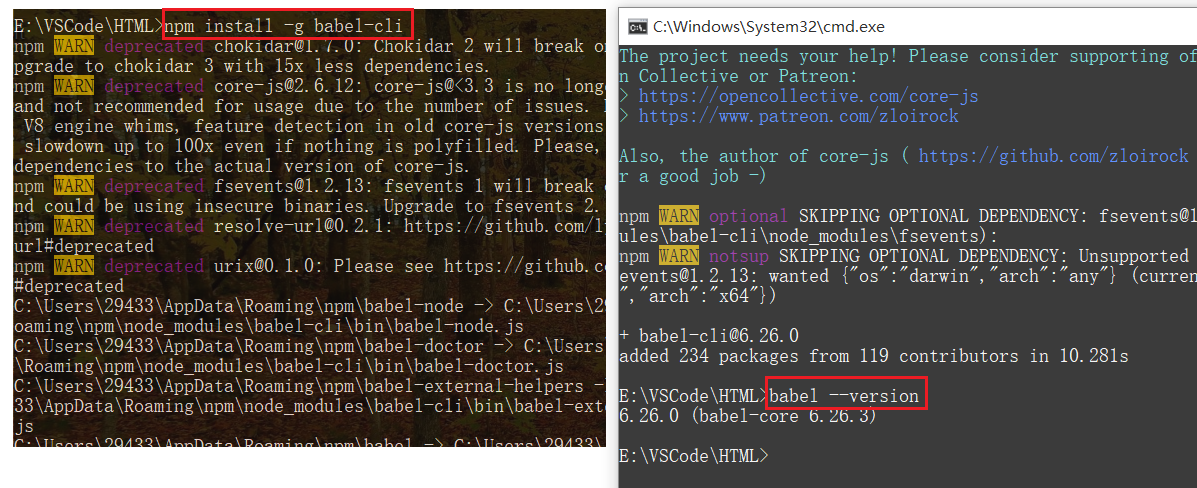 E:\VSCode\HTML>npm install -g babel-cli
npm WARN deprecated chokidar@1.7.0: Chokidar 2 will break on
pgrade to chokidar 3 with 15x less dependencies.
npm WARN deprecated core-js@2.6.12: core-js@<3.3 is no longe
and not recommended for usage due to the number of issues.
V8 engine whims, feature detection in old core-js versions
slowdown up to 100x even if nothing is polyfilled. Please,
dependencies to the actual version of core-js.
npm WARN deprecated fsevents@1.2.13: fsevents 1 will break
nd could be using insecure binaries. Upgrade to fsevents 2.
npm WARN deprecated resolve-url@0.2.1: https://github.com/l
url#deprecated
npm WARN deprecated urix@0.1.0: Please see https://github.c
#deprecated
C:\Users\29433\AppData\Roaming\npm\babel-node -> C:\Users\29
oaming\npm\node_modules\babel-cli\bin\babel-node.js
C:\Users\29433\AppData\Roaming\npm\babel-doctor -> C:\Users
\Roaming\npm\node_modules\babel-cli\bin\babel-doctor.js
C:\Users\29433\AppData\Roaming\npm\babel-external-helpers -
33\AppData\Roaming\npm\node_modules\babel-cli\bin\babel-ext
js
C:\Users\29433\AppData\Roaming\npm\babel -> C:\Users\29433\
C:\Windows\System32\cmd.exe
The project needs your help! Please consider supporting of
n Collective or Patreon:
> https://opencollective.com/core-js
> https://www.patreon.com/zloirock
Also, the author of core-js ( https://github.com/zloirock
r a good job -)
npm WARN optional SKIPPING OPTIONAL DEPENDENCY: fsevents@1
ules\babel-cli\node_modules\fsevents):
npm WARN notsup SKIPPING OPTIONAL DEPENDENCY: Unsupported
events@1.2.13: wanted {"os":"darwin","arch":"any"} (curren
","arch":"x64"})
+ babel-cli@6.26.0
added 234 packages from 119 contributors in 10.281s
E:\VSCode\HTML>babel --version
6.26.0 (babel-core 6.26.3)
E:\VSCode\HTML>